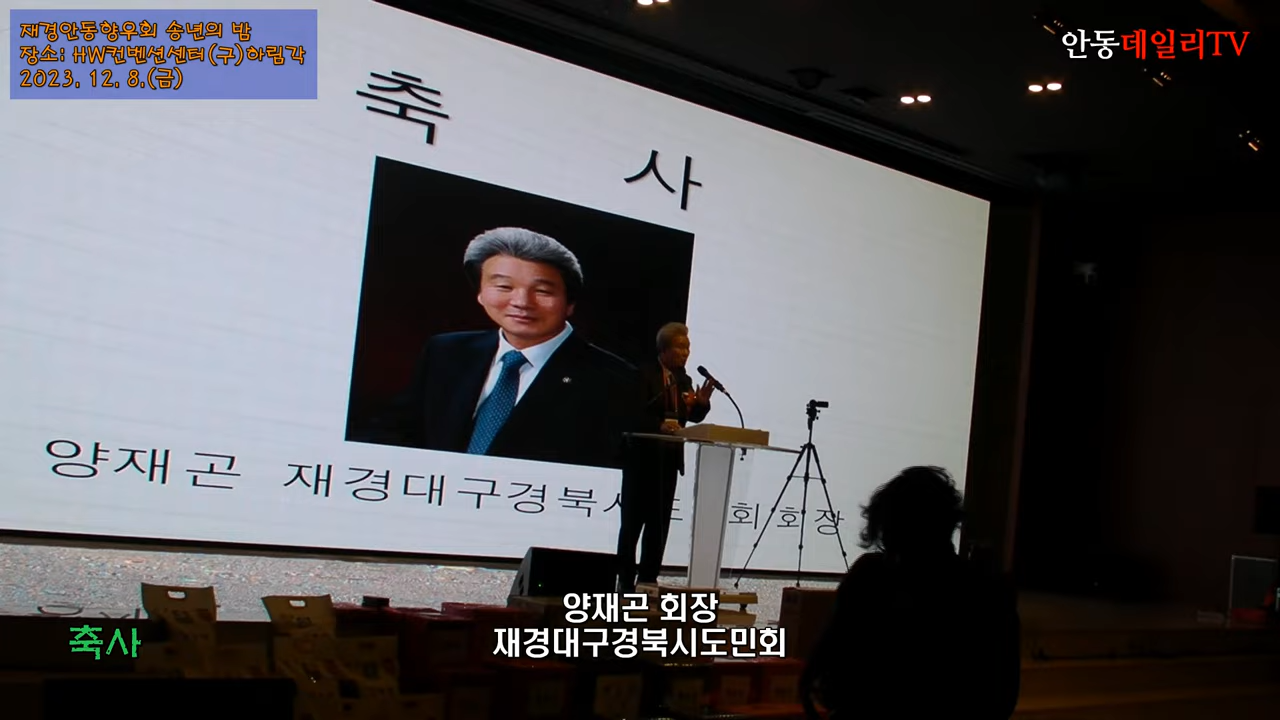 재경안동향우회 송년의 밤
장소: HW컨벤션센터(구)하림각
2023. 12. 8.(금)
안동데일리TV
축 사
양재곤 재경대구경북시도 회 회장
축사
양재곤 회장
재경대구경북시도민회